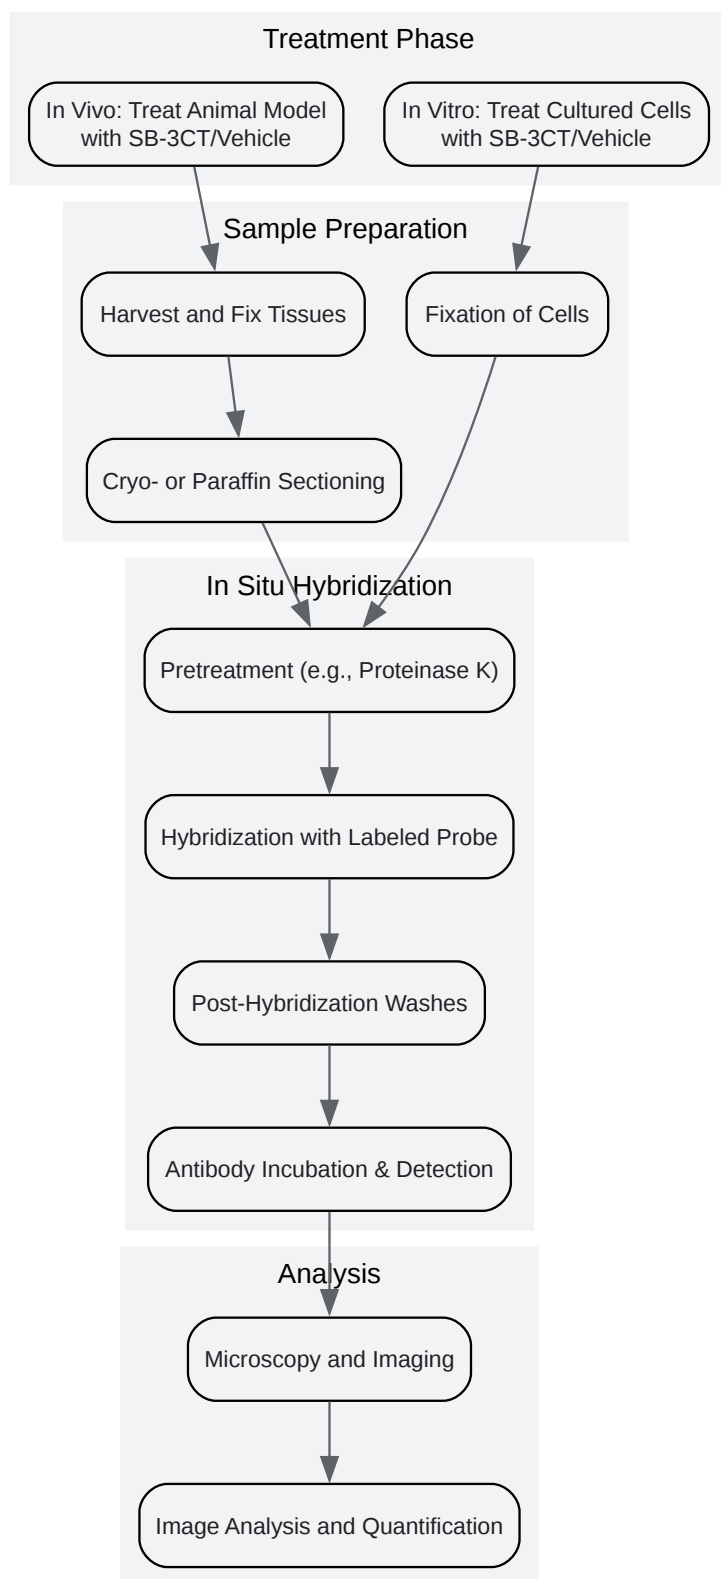 Treatment Phase
In Vivo: Treat Animal Model
with SB-3CT/Vehicle
In Vitro: Treat Cultured Cells
with SB-3CT/Vehicle
Sample Preparation
Harvest and Fix Tissues
Fixation of Cells
Cryo- or Paraffin Sectioning
In Situ Hybridization
Pretreatment (e.g., Proteinase K)
Hybridization with Labeled Probe
Post-Hybridization Washes
Antibody Incubation & Detection
Analysis
Microscopy and Imaging
Image Analysis and Quantification